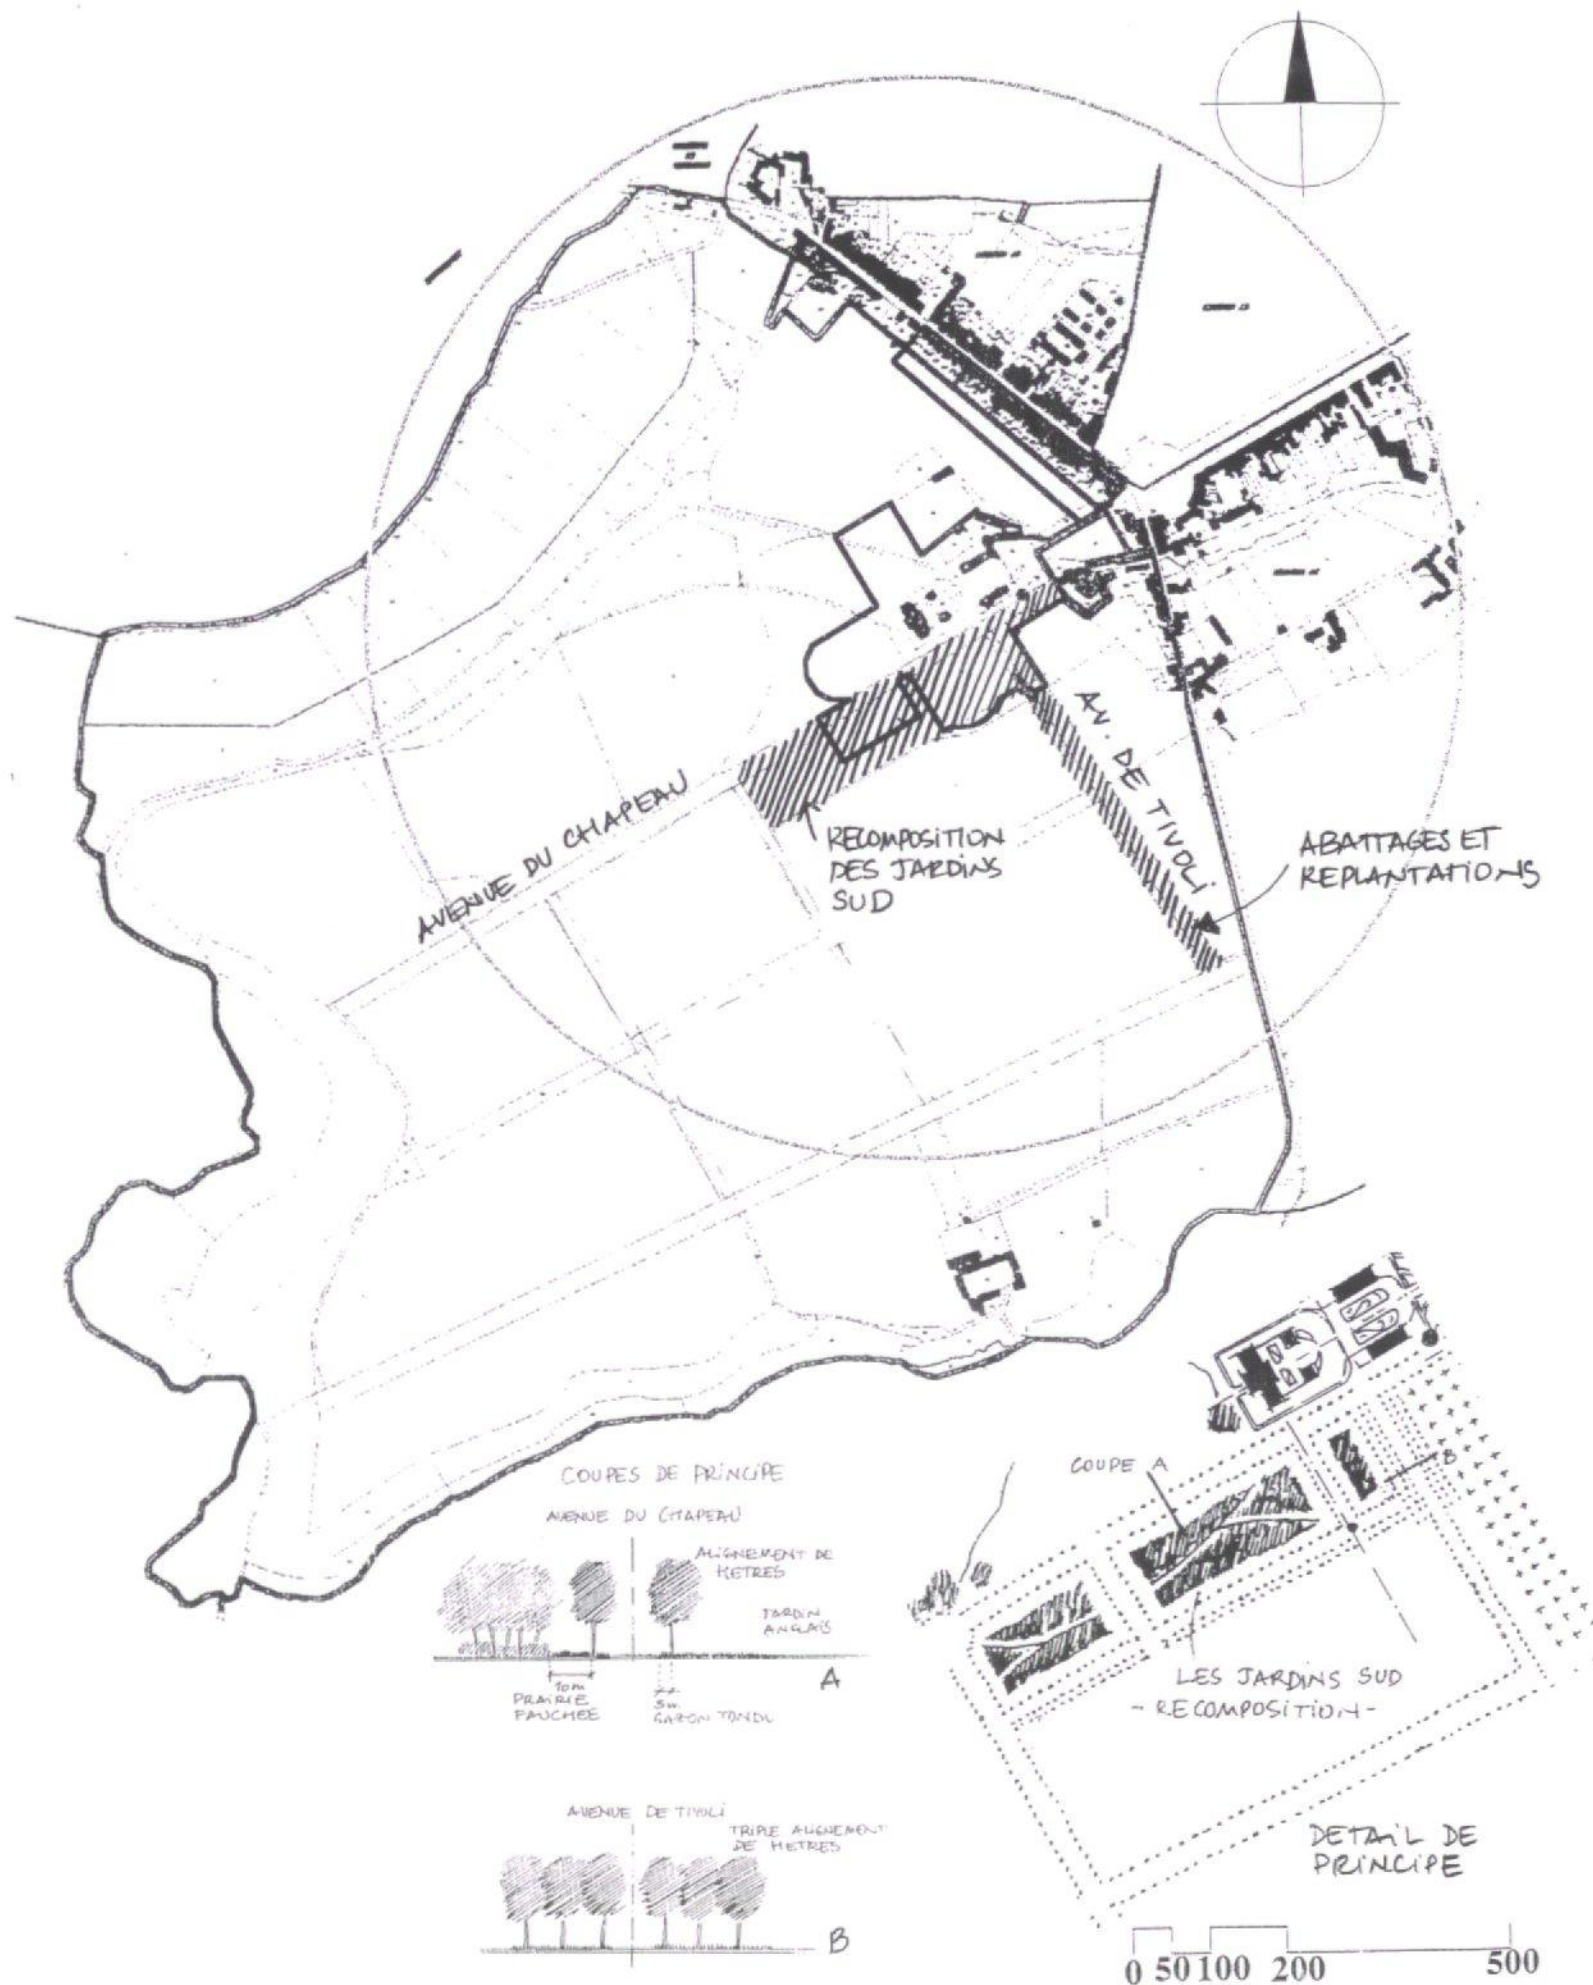 AV. DE TIVOLI
AVENUE DU CHAPEAU
RECOMPOSITION
DES JARDINS
SUD
ABATTAGES ET
REPLANTATIONS
COUPES DE PRINCIPE
AVENUE DU CHAPEAU
ALIGNEMENT DE
HETRES
JARDIN
ANGLAIS
10m
PRAIRIE
FAUCHEE
5m.
GAZON TONDU
A
AVENUE DE TIVOLI
TRIPLE ALIGNEMENT
DE HETRES
B
COUPE A
B
LES JARDINS SUD
- RECOMPOSITION -
DETAIL DE
PRINCIPE
0 50 100 200 500